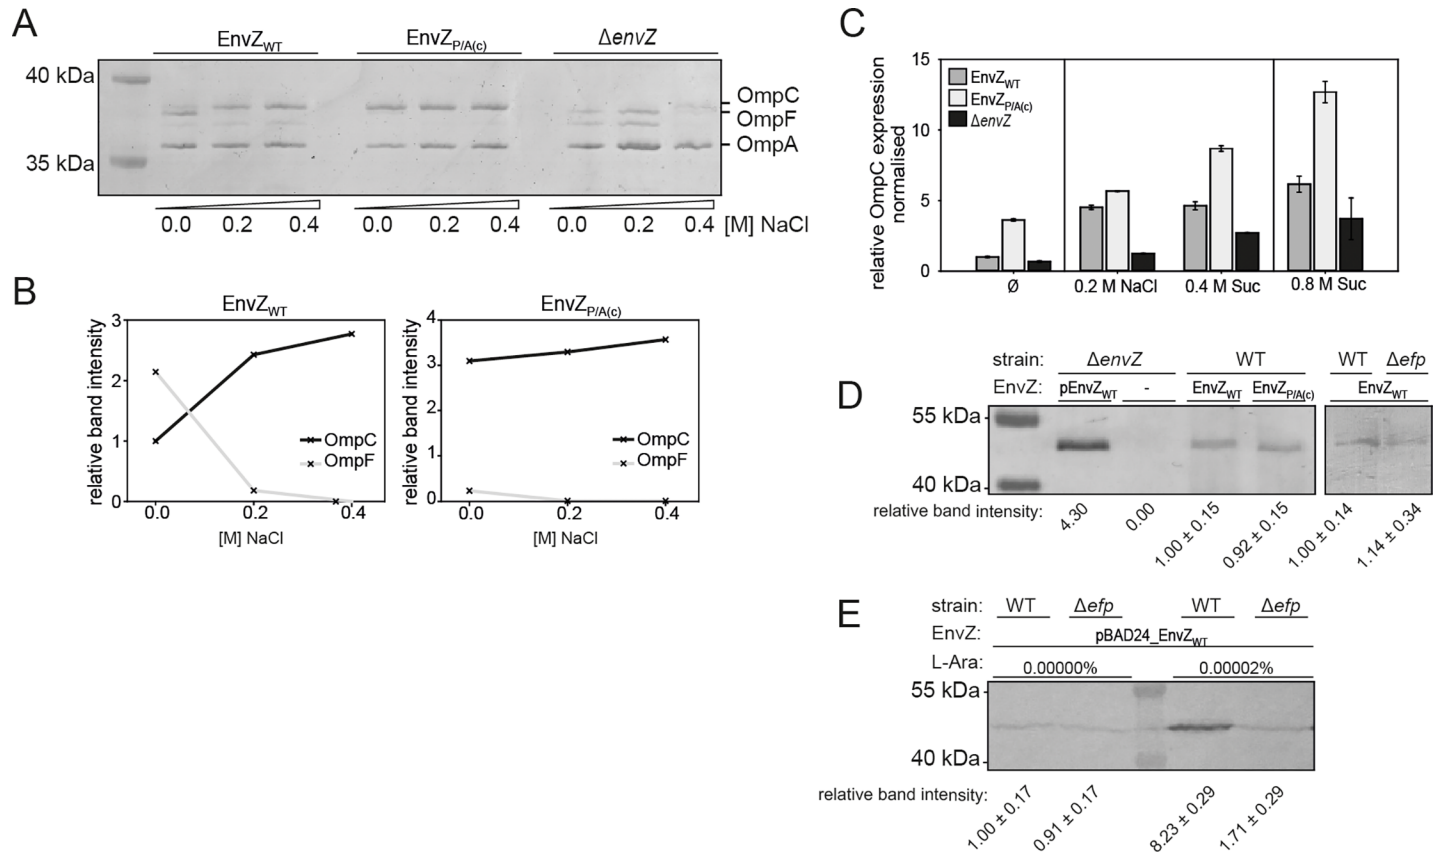 A
EnvZWT EnvZP/A(c) ΔenvZ
40 kDa
35 kDa
OmpC
OmpF
OmpA
0.0 0.2 0.4 0.0 0.2 0.4 0.0 0.2 0.4 [M] NaCl
B
EnvZWT
relative band intensity
3
2
1
0
OmpC
OmpF
0.0 0.2 0.4
[M] NaCl
EnvZP/A(c)
relative band intensity
4
3
2
1
0
OmpC
OmpF
0.0 0.2 0.4
[M] NaCl
C
relative OmpC expression
normalised
15
10
5
0
EnvZWT
EnvZP/A(c)
ΔenvZ
Ø 0.2 M NaCl 0.4 M Suc 0.8 M Suc
D
strain: ΔenvZ WT WT Δefp
EnvZ: pEnvZWT - EnvZWT EnvZP/A(c) EnvZWT
55 kDa
40 kDa
relative band intensity: 4.30 0.00 1.00 ± 0.15 0.92 ± 0.15 1.00 ± 0.14 1.14 ± 0.34
E
strain: WT Δefp WT Δefp
EnvZ: pBAD24_EnvZWT
L-Ara: 0.00000% 0.00002%
55 kDa
40 kDa
relative band intensity: 1.00 ± 0.17 0.91 ± 0.17 8.23 ± 0.29 1.71 ± 0.29